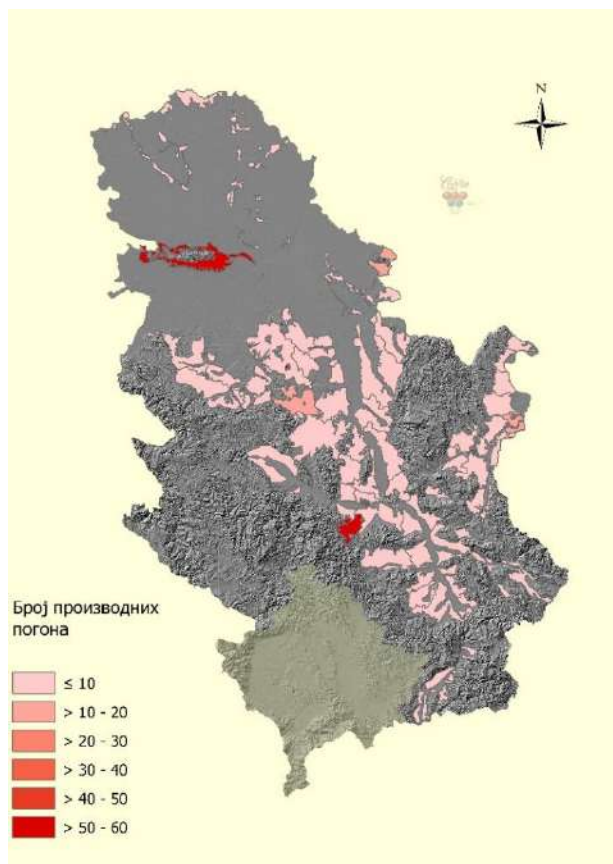 N
Број производних
погона
≤ 10
> 10 - 20
> 20 - 30
> 30 - 40
> 40 - 50
> 50 - 60